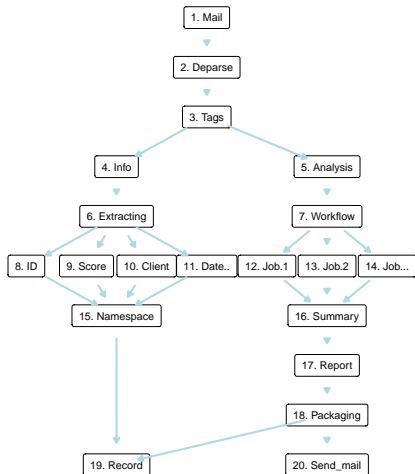 1. Mail
2. Deparse
3. Tags
4. Info
5. Analysis
6. Extracting
7. Workflow
8. ID
9. Score
10. Client
11. Date..
12. Job.1
13. Job.2
14. Job...
15. Namespace
16. Summary
17. Report
18. Packaging
19. Record
20. Send_mail